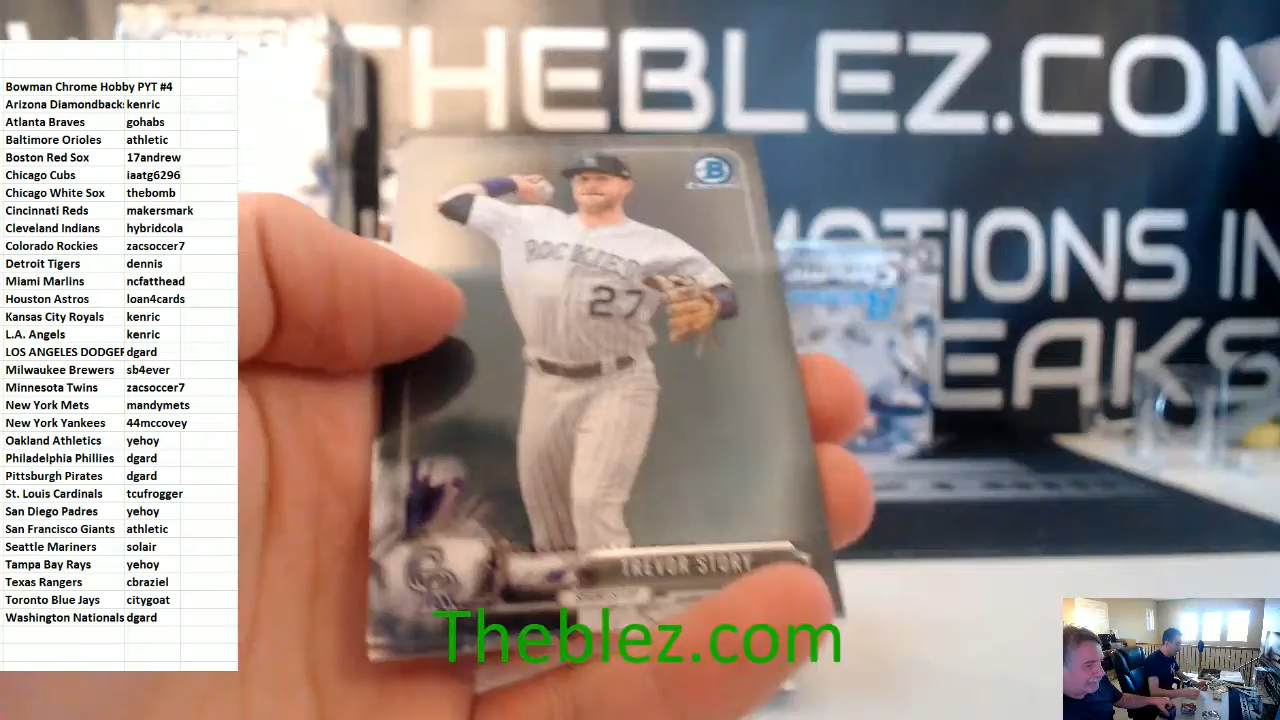 Bowman Chrome Hobby PYT #4
Arizona Diamondback kenric
Atlanta Braves gohabs
Baltimore Orioles athletic
Boston Red Sox 17andrew
Chicago Cubs iaatg6296
Chicago White Sox thebomb
Cincinnati Reds makersmark
Cleveland Indians hybridcola
Colorado Rockies zacsoccer7
Detroit Tigers dennis
Miami Marlins ncfatthead
Houston Astros loan4cards
Kansas City Royals kenric
L.A. Angels kenric
LOS ANGELES DODGER dgard
Milwaukee Brewers sb4ever
Minnesota Twins zacsoccer7
New York Mets mandymets
New York Yankees 44mccovey
Oakland Athletics yehoy
Philadelphia Phillies dgard
Pittsburgh Pirates dgard
St. Louis Cardinals tcufrogger
San Diego Padres yehoy
San Francisco Giants athletic
Seattle Mariners solair
Tampa Bay Rays yehoy
Texas Rangers cbraziel
Toronto Blue Jays citygoat
Washington Nationals dgard
THEBLEZ.COM
MOTIONS IN
EAKS
B
ROCKIES
27
TREVOR STORY
Theblez.com